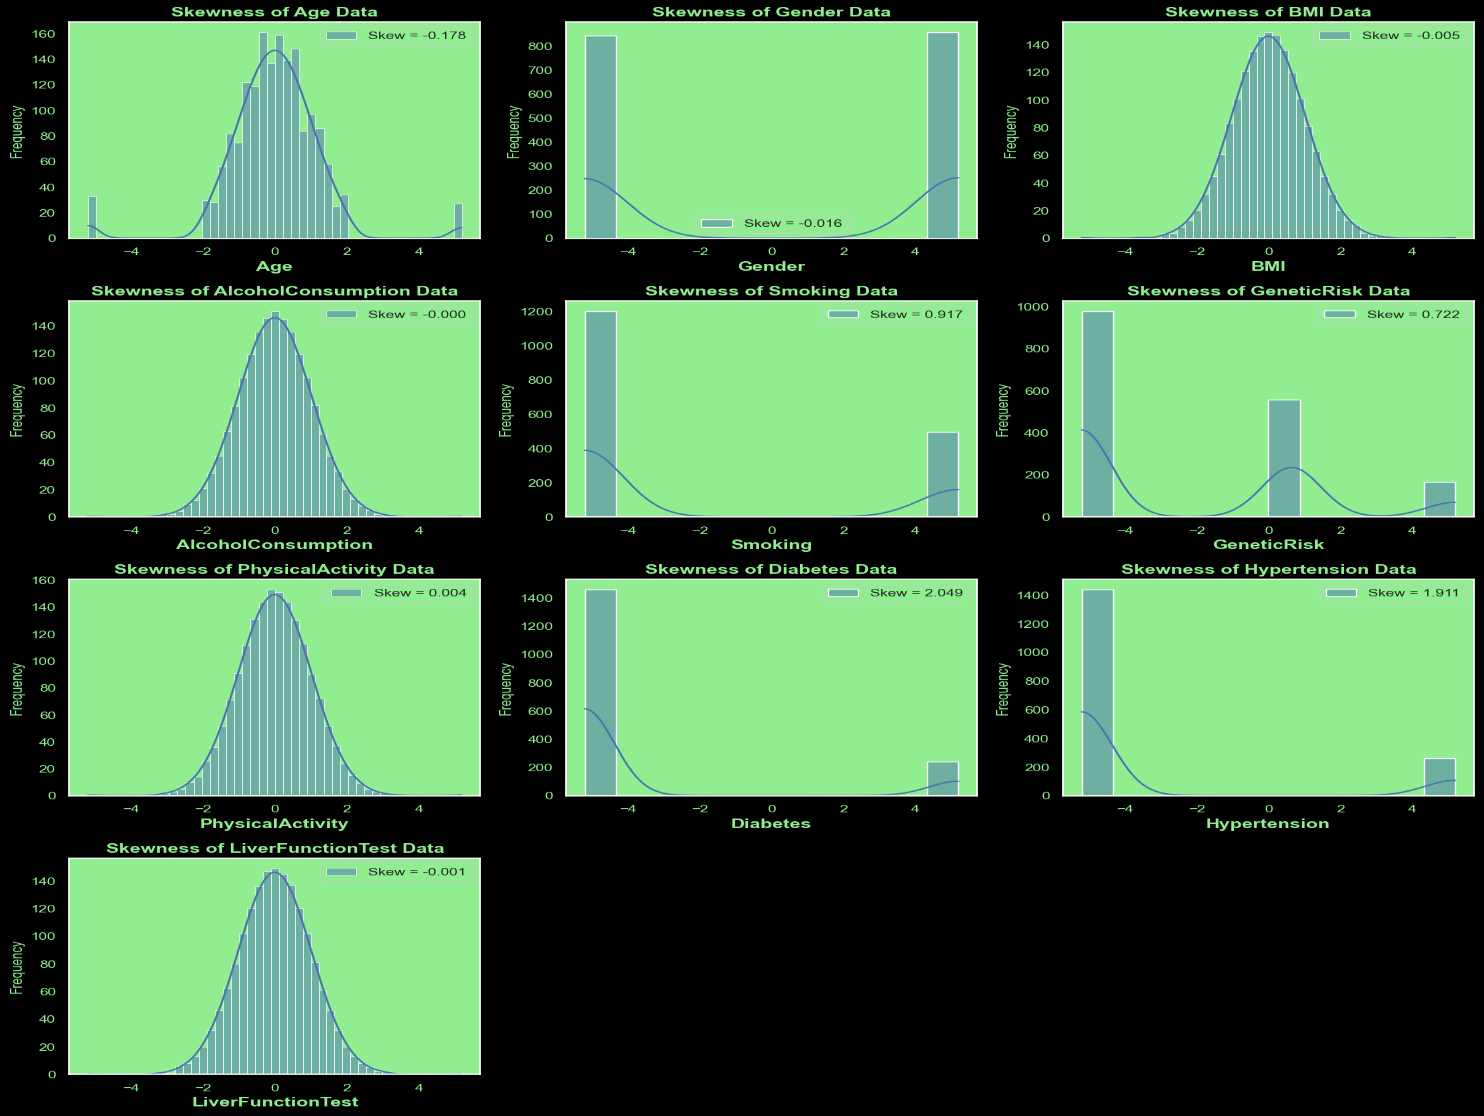 Skewness of Age Data
Skew = -0.178
Frequency
0
20
40
60
80
100
120
140
160
−4 −2 0 2 4
Age
Skewness of Gender Data
Skew = -0.016
Frequency
0
100
200
300
400
500
600
700
800
−4 −2 0 2 4
Gender
Skewness of BMI Data
Skew = -0.005
Frequency
0
20
40
60
80
100
120
140
−4 −2 0 2 4
BMI
Skewness of AlcoholConsumption Data
Skew = -0.000
Frequency
0
20
40
60
80
100
120
140
−4 −2 0 2 4
AlcoholConsumption
Skewness of Smoking Data
Skew = 0.917
Frequency
0
200
400
600
800
1000
1200
−4 −2 0 2 4
Smoking
Skewness of GeneticRisk Data
Skew = 0.722
Frequency
0
200
400
600
800
1000
−4 −2 0 2 4
GeneticRisk
Skewness of PhysicalActivity Data
Skew = 0.004
Frequency
0
20
40
60
80
100
120
140
160
−4 −2 0 2 4
PhysicalActivity
Skewness of Diabetes Data
Skew = 2.049
Frequency
0
200
400
600
800
1000
1200
1400
−4 −2 0 2 4
Diabetes
Skewness of Hypertension Data
Skew = 1.911
Frequency
0
200
400
600
800
1000
1200
1400
−4 −2 0 2 4
Hypertension
Skewness of LiverFunctionTest Data
Skew = -0.001
Frequency
0
20
40
60
80
100
120
140
−4 −2 0 2 4
LiverFunctionTest